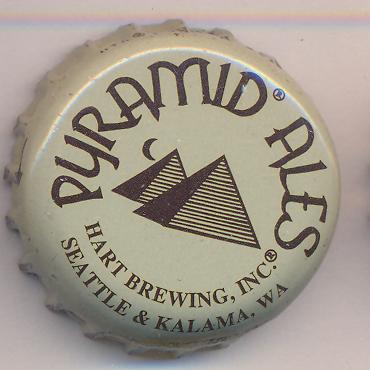 PYRAMID® ALES
HART BREWING, INC.®
SEATTLE & KALAMA, WA